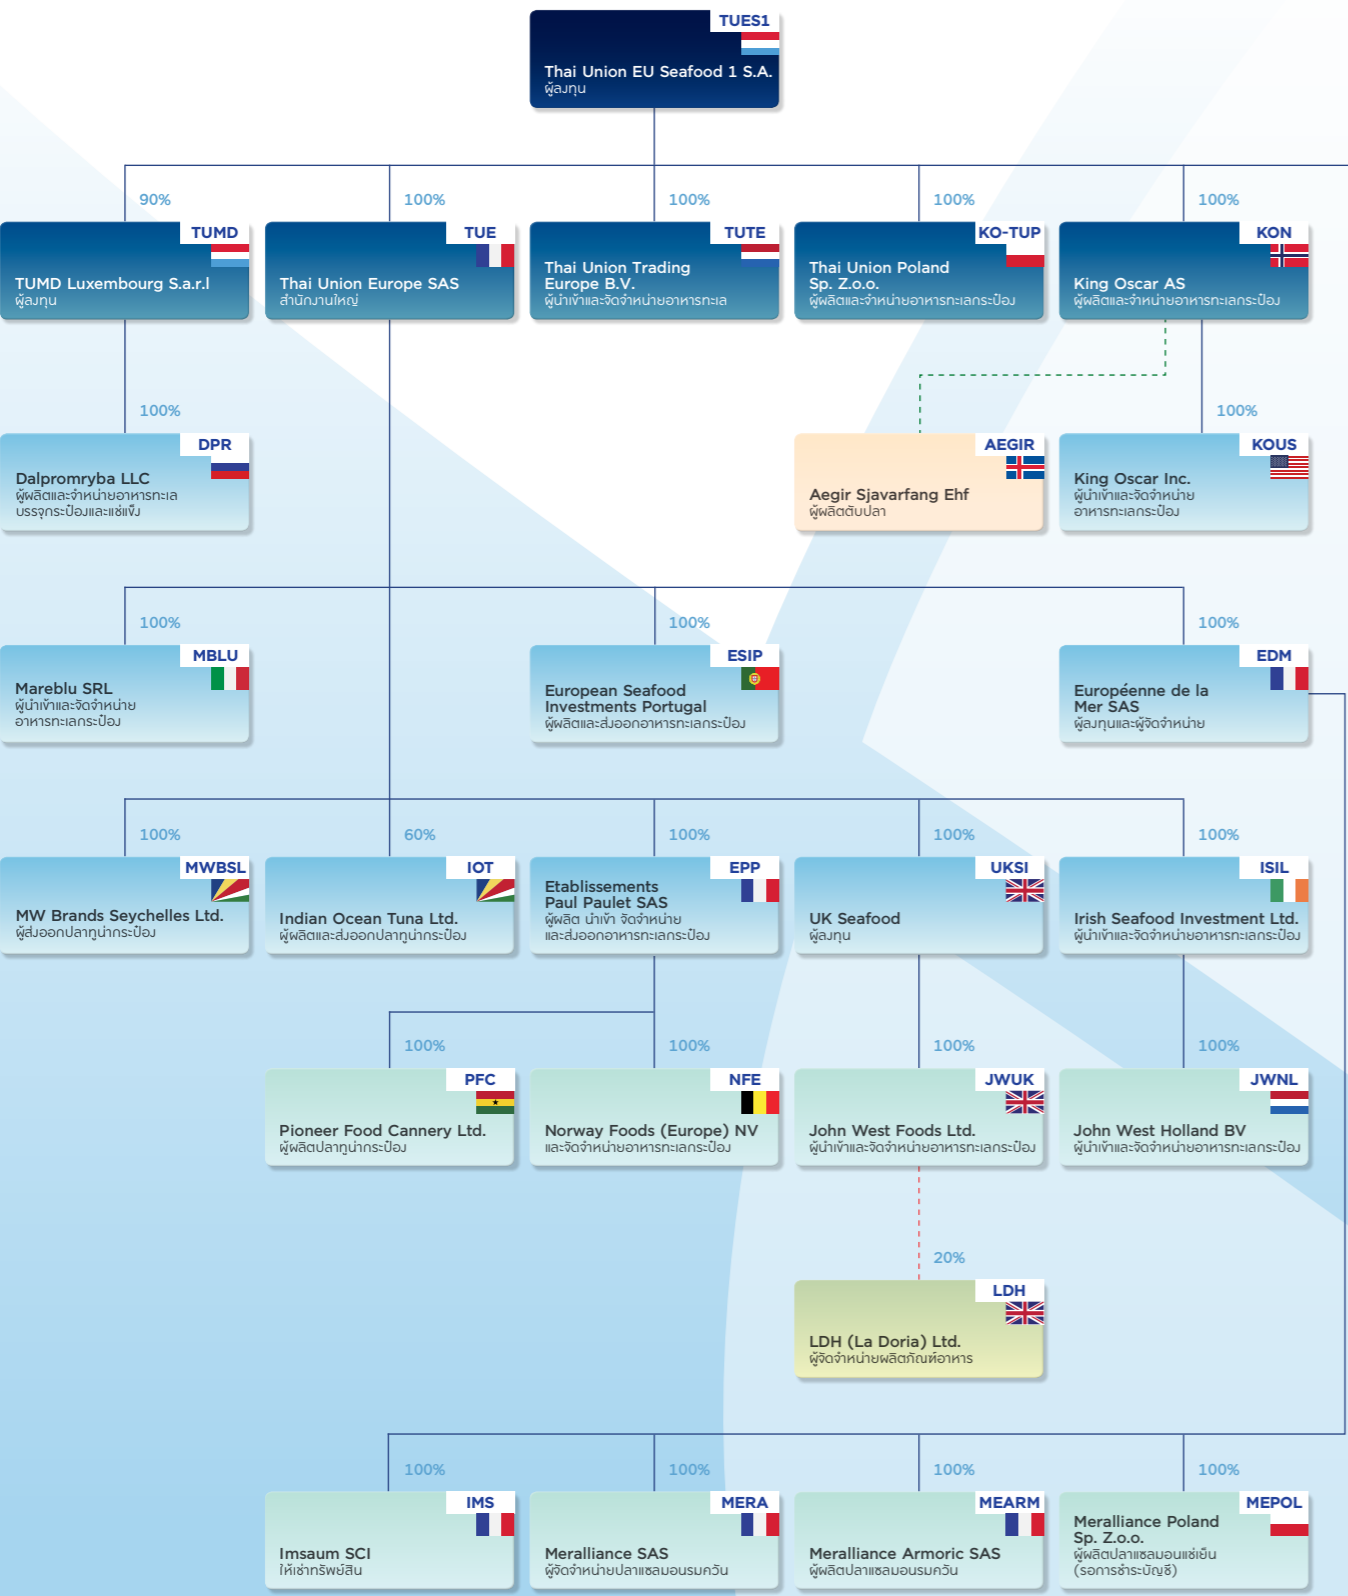 TUES1
Thai Union EU Seafood 1 S.A.
ผู้ลงทุน
90%
100%
100%
100%
100%
TUMD
TUMD Luxembourg S.a.r.l
ผู้ลงทุน
TUE
Thai Union Europe SAS
สำนักงานใหญ่
TUTE
Thai Union Trading
Europe B.V.
ผู้นำเข้าและจัดจำหน่ายอาหารทะเล
KO-TUP
Thai Union Poland
Sp. Z.o.o.
ผู้ผลิตและจำหน่ายอาหารทะเลกระป๋อง
KON
King Oscar AS
ผู้ผลิตและจำหน่ายอาหารทะเลกระป๋อง
100%
100%
DPR
Dalpromryba LLC
ผู้ผลิตและจำหน่ายอาหารทะเล
บรรจุกระป๋องและแช่แข็ง
AEGIR
Aegir Sjavarfang Ehf
ผู้ผลิตตับปลา
KOUS
King Oscar Inc.
ผู้นำเข้าและจัดจำหน่าย
อาหารทะเลกระป๋อง
100%
100%
100%
MBLU
Mareblu SRL
ผู้นำเข้าและจัดจำหน่าย
อาหารทะเลกระป๋อง
ESIP
European Seafood
Investments Portugal
ผู้ผลิตและส่งออกอาหารทะเลกระป๋อง
EDM
Européenne de la
Mer SAS
ผู้ลงทุนและผู้จัดจำหน่าย
100%
60%
100%
100%
100%
MWBSL
MW Brands Seychelles Ltd.
ผู้ส่งออกปลาทูน่ากระป๋อง
IOT
Indian Ocean Tuna Ltd.
ผู้ผลิตและส่งออกปลาทูน่ากระป๋อง
EPP
Etablissements
Paul Paulet SAS
ผู้ผลิต นำเข้า จัดจำหน่าย
และส่งออกอาหารทะเลกระป๋อง
UKSI
UK Seafood
ผู้ลงทุน
ISIL
Irish Seafood Investment Ltd.
ผู้นำเข้าและจัดจำหน่ายอาหารทะเลกระป๋อง
100%
100%
100%
100%
PFC
Pioneer Food Cannery Ltd.
ผู้ผลิตปลาทูน่ากระป๋อง
NFE
Norway Foods (Europe) NV
และจัดจำหน่ายอาหารทะเลกระป๋อง
JWUK
John West Foods Ltd.
ผู้นำเข้าและจัดจำหน่ายอาหารทะเลกระป๋อง
JWNL
John West Holland BV
ผู้นำเข้าและจัดจำหน่ายอาหารทะเลกระป๋อง
20%
LDH
LDH (La Doria) Ltd.
ผู้จัดจำหน่ายผลิตภัณฑ์อาหาร
100%
100%
100%
100%
IMS
Imsaum SCI
ให้เช่าทรัพย์สิน
MERA
Meralliance SAS
ผู้จัดจำหน่ายปลาแซลมอนรมควัน
MEARM
Meralliance Armoric SAS
ผู้ผลิตปลาแซลมอนรมควัน
MEPOL
Meralliance Poland
Sp. Z.o.o.
ผู้ผลิตปลาแซลมอนแช่เย็น
(รอการชำระบัญชี)